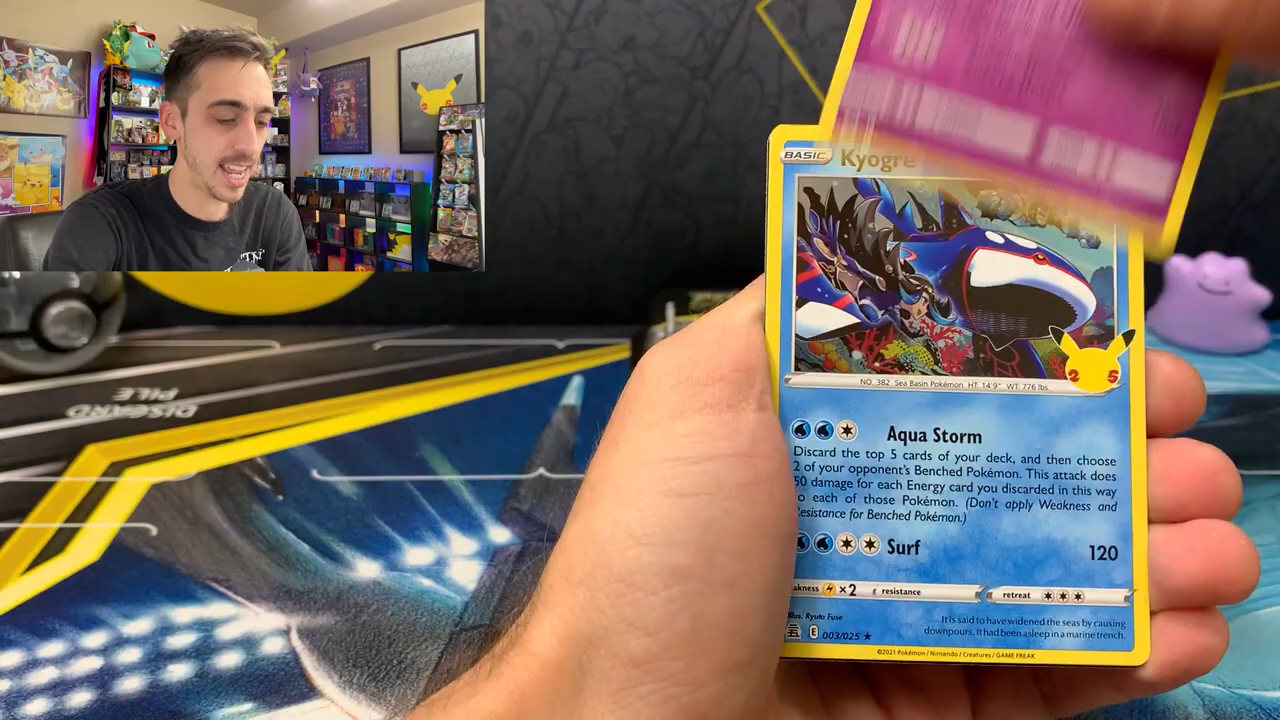 BASIC Kyogre
25
NO. 382 Sea Basin Pokémon HT: 14'9" WT: 776 lbs.
Aqua Storm
Discard the top 5 cards of your deck, and then choose
2 of your opponent's Benched Pokémon. This attack does
50 damage for each Energy card you discarded in this way
o each of those Pokémon. (Don't apply Weakness and
esistance for Benched Pokémon.)
Surf 120
akness ×2 resistance retreat
Illus. Ryuta Fuse
It is said to have widened the seas by causing
downpours. It had been asleep in a marine trench.
E 003/025 ★
©2021 Pokémon / Nintendo / Creatures / GAME FREAK
DISCARD
PILE
25